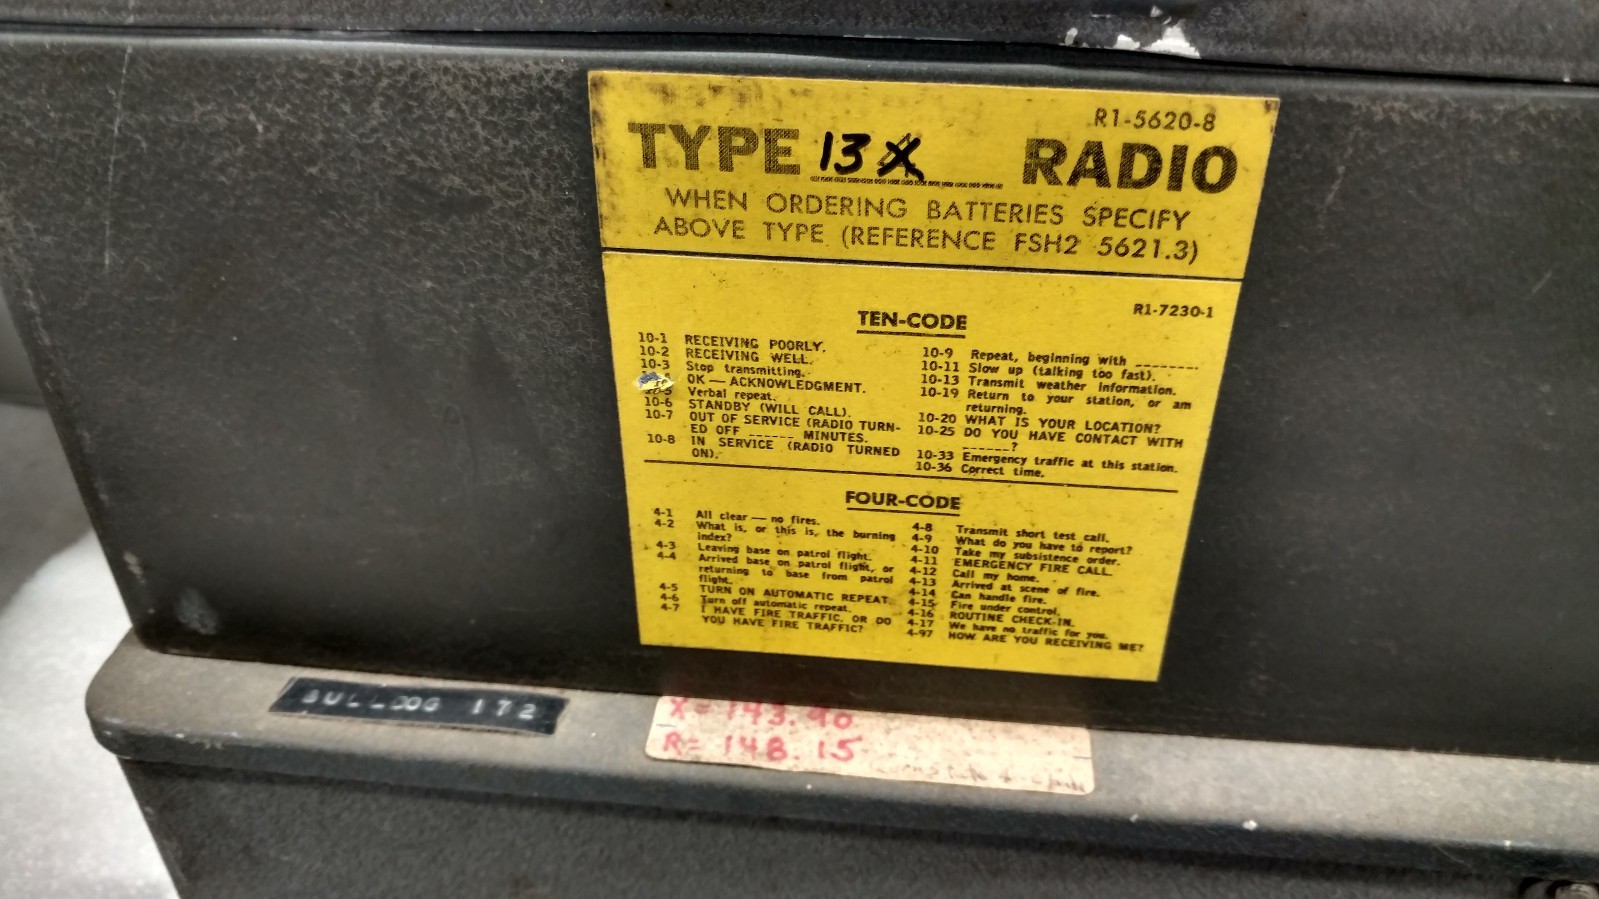 R1-5620-8
TYPE 13X RADIO
WHEN ORDERING BATTERIES SPECIFY
ABOVE TYPE (REFERENCE FSH2 5621.3)
R1-7230-1
TEN-CODE
10-1 RECEIVING POORLY.
10-2 RECEIVING WELL.
10-3 Stop transmitting.
OK — ACKNOWLEDGMENT.
10-5 Verbal repeat.
10-6 STANDBY (WILL CALL).
10-7 OUT OF SERVICE (RADIO TURN-
ED OFF ______ MINUTES.
10-8 IN SERVICE (RADIO TURNED
ON).
10-9 Repeat, beginning with ________
10-11 Slow up (talking too fast).
10-13 Transmit weather information.
10-19 Return to your station, or am
returning.
10-20 WHAT IS YOUR LOCATION?
10-25 DO YOU HAVE CONTACT WITH
______?
10-33 Emergency traffic at this station.
10-36 Correct time.
FOUR-CODE
4-1 All clear — no fires.
4-2 What is, or this is, the burning
index?
4-3 Leaving base on patrol flight.
4-4 Arrived base on patrol flight, or
returning to base from patrol
flight.
4-5 TURN ON AUTOMATIC REPEAT
4-6 Turn off automatic repeat.
4-7 I HAVE FIRE TRAFFIC, OR DO
YOU HAVE FIRE TRAFFIC?
4-8 Transmit short test call.
4-9 What do you have to report?
4-10 Take my subsistence order.
4-11 EMERGENCY FIRE CALL.
4-12 Call my home.
4-13 Arrived at scene of fire.
4-14 Can handle fire.
4-15 Fire under control.
4-16 ROUTINE CHECK-IN.
4-17 We have no traffic for you.
4-97 HOW ARE YOU RECEIVING ME?
BULLDOG 172
X = 143.90
R = 148.15